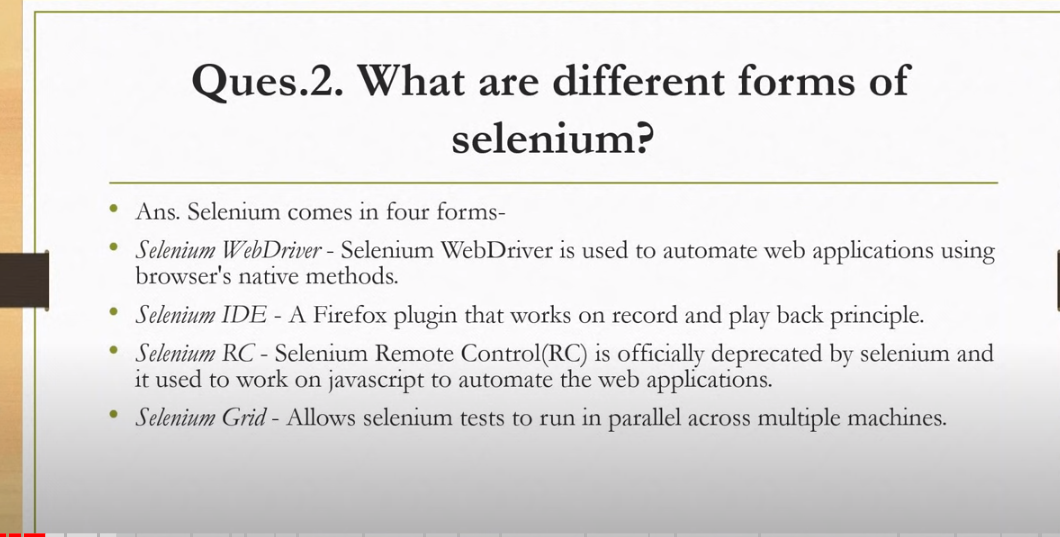 Ques.2. What are different forms of
selenium?
• Ans. Selenium comes in four forms-
• Selenium WebDriver - Selenium WebDriver is used to automate web applications using
browser's native methods.
• Selenium IDE - A Firefox plugin that works on record and play back principle.
• Selenium RC - Selenium Remote Control(RC) is officially deprecated by selenium and
it used to work on javascript to automate the web applications.
• Selenium Grid - Allows selenium tests to run in parallel across multiple machines.